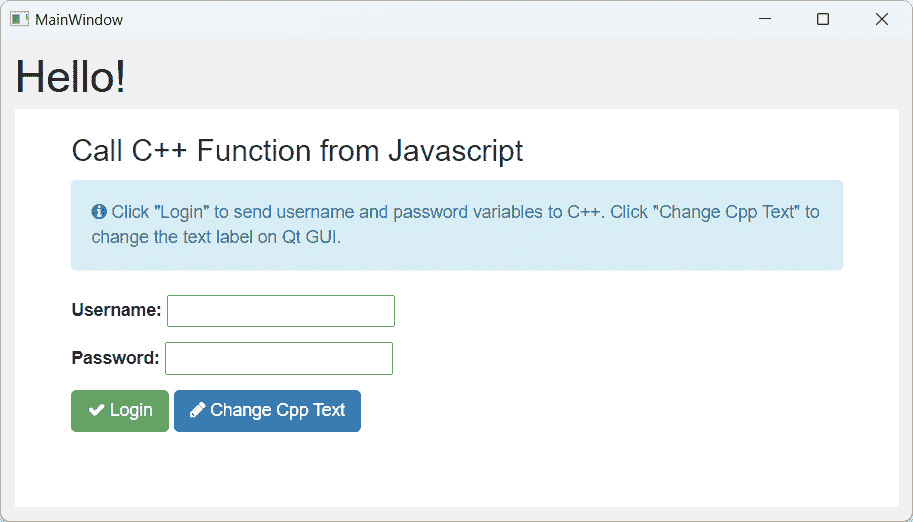 MainWindow
Hello!
Call C++ Function from Javascript
Click "Login" to send username and password variables to C++. Click "Change Cpp Text" to
change the text label on Qt GUI.
Username:
Password:
Login Change Cpp Text